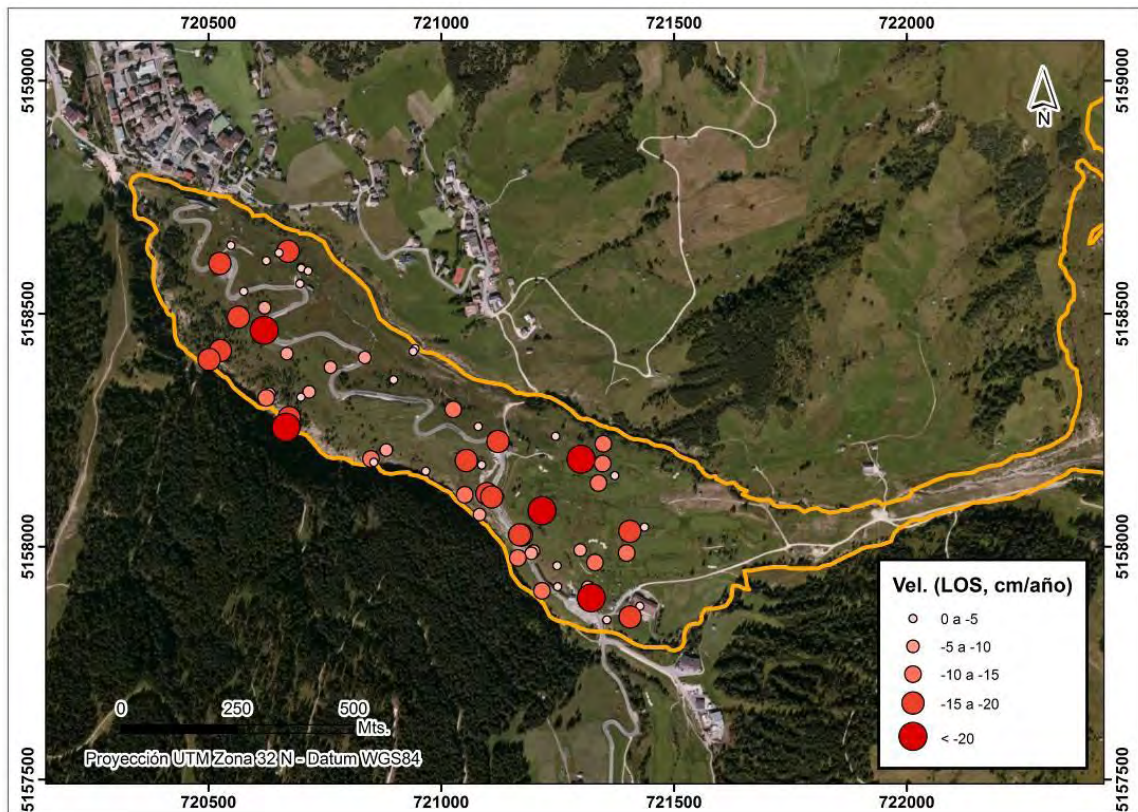 720500 721000 721500 722000
5159000 5159000
N
5158500 5158500
5158000 5158000
Vel. (LOS, cm/año)
0 a -5
-5 a -10
-10 a -15
-15 a -20
< -20
0 250 500
Mts.
Proyección UTM Zona 32 N - Datum WGS84
5157500 5157500
720500 721000 721500 722000